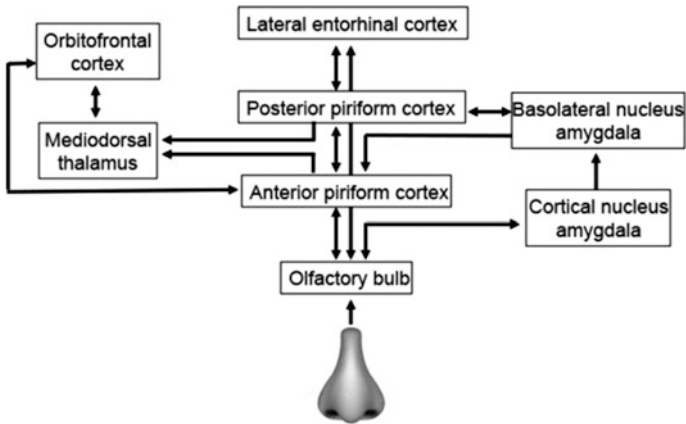 Lateral entorhinal cortex
Orbitofrontal
cortex
Posterior piriform cortex
Basolateral nucleus
amygdala
Mediodorsal
thalamus
Anterior piriform cortex
Cortical nucleus
amygdala
Olfactory bulb